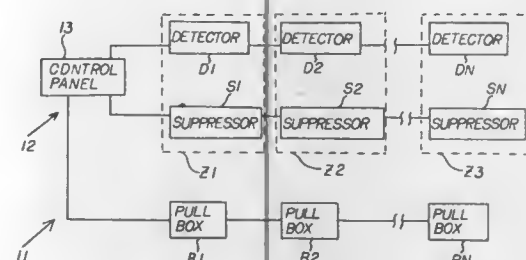 13
CONTROL
PANEL
DETECTOR
D1
DETECTOR
D2
DETECTOR
DN
S1
SUPPRESSOR
S2
SUPPRESSOR
SN
SUPPRESSOR
12
Z1
Z2
Z3
PULL
BOX
B1
PULL
BOX
B2
PULL
BOX
BN
11